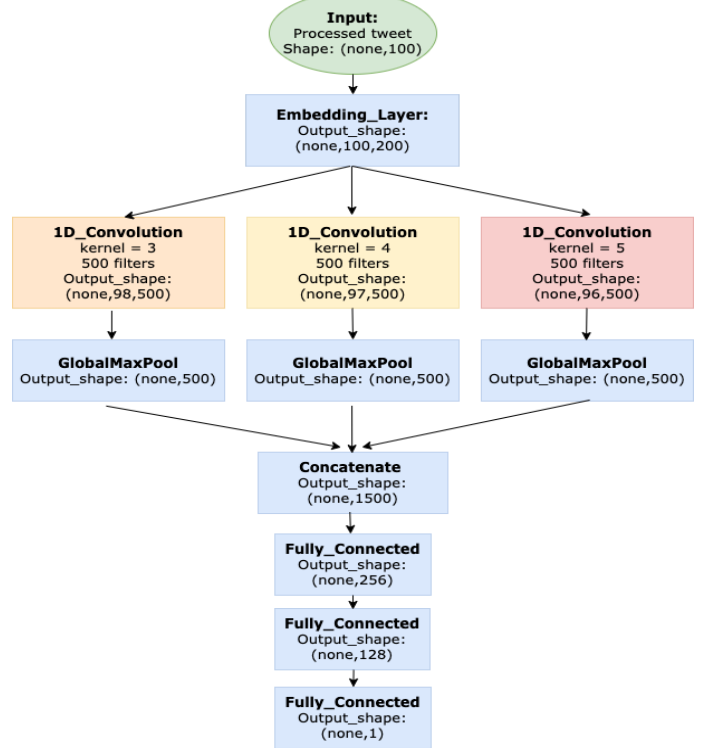 Input:
Processed tweet
Shape: (none,100)
Embedding_Layer:
Output_shape:
(none,100,200)
1D_Convolution
kernel = 3
500 filters
Output_shape:
(none,98,500)
1D_Convolution
kernel = 4
500 filters
Output_shape:
(none,97,500)
1D_Convolution
kernel = 5
500 filters
Output_shape:
(none,96,500)
GlobalMaxPool
Output_shape: (none,500)
GlobalMaxPool
Output_shape: (none,500)
GlobalMaxPool
Output_shape: (none,500)
Concatenate
Output_shape:
(none,1500)
Fully_Connected
Output_shape:
(none,256)
Fully_Connected
Output_shape:
(none,128)
Fully_Connected
Output_shape:
(none,1)